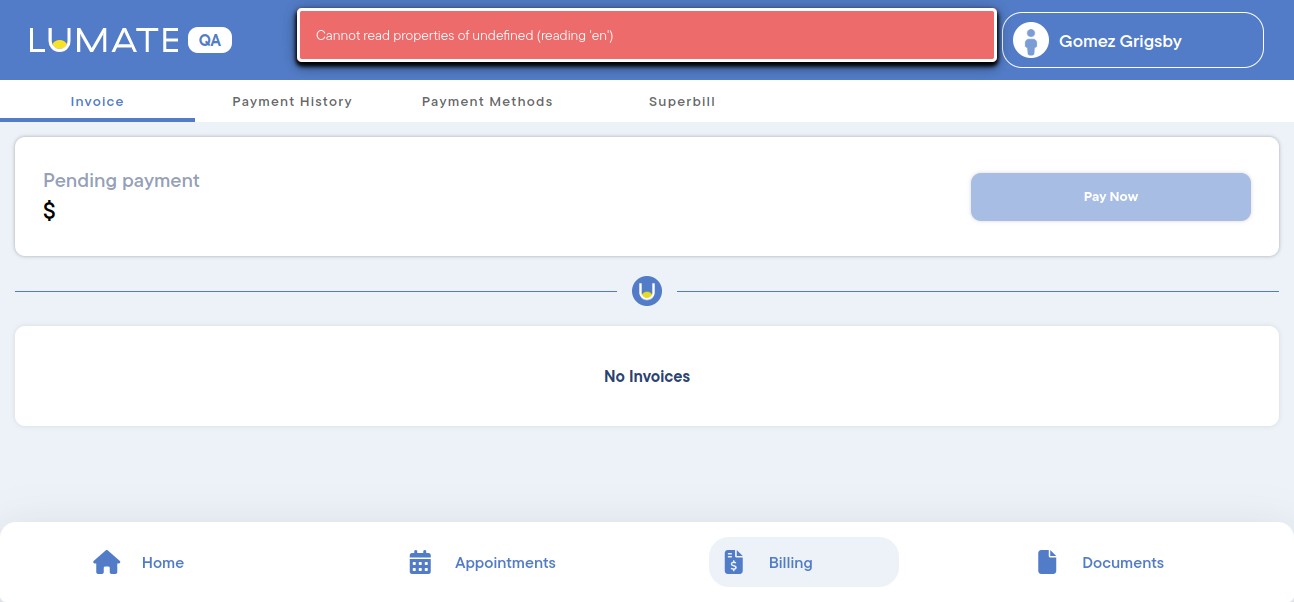 LUMATE QA
Cannot read properties of undefined (reading 'en')
Gomez Grigsby
Invoice
Payment History
Payment Methods
Superbill
Pending payment
$
Pay Now
No Invoices
Home
Appointments
Billing
Documents